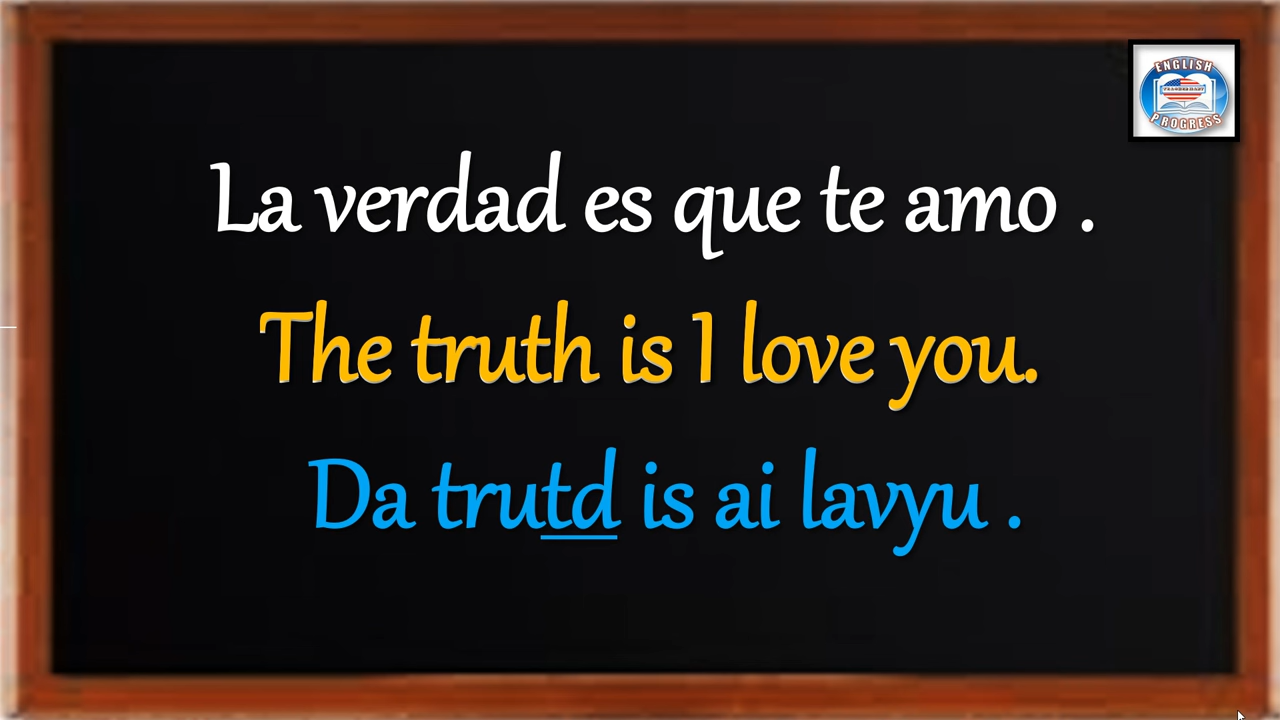 ENGLISH
PROGRESS
La verdad es que te amo .
The truth is I love you.
Da trutd is ai lavyu .